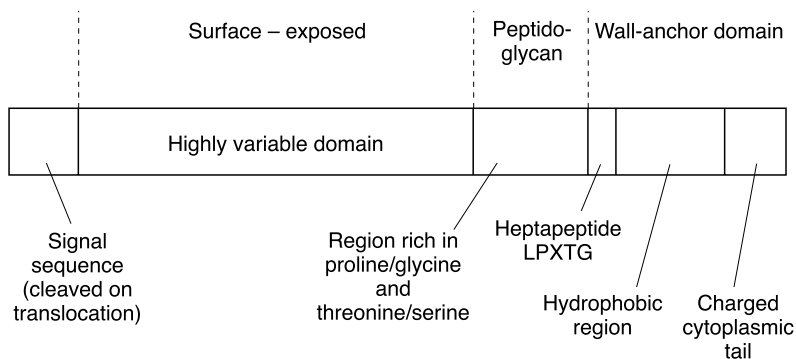 Surface – exposed
Peptido-
glycan
Wall-anchor domain
Highly variable domain
Signal
sequence
(cleaved on
translocation)
Region rich in
proline/glycine
and
threonine/serine
Heptapeptide
LPXTG
Hydrophobic
region
Charged
cytoplasmic
tail